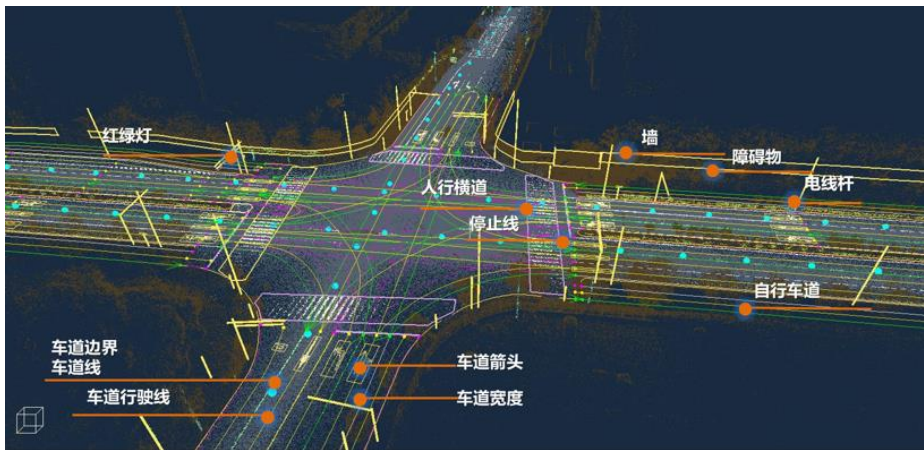 红绿灯
墙
障碍物
电线杆
人行横道
停止线
自行车道
车道边界
车道线
车道行驶线
车道箭头
车道宽度